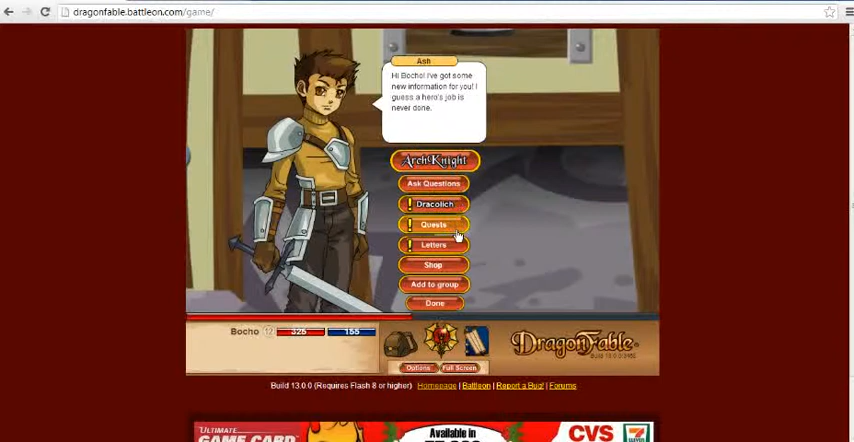 dragonfable.battleon.com/game/
Ash
Hi Bocho! I've got some
new information for you! I
guess a hero's job is
never done.
ArchKnight
Ask Questions
Dracolich
Quests
Letters
Shop
Add to group
Done
Bocho 12 325 155
DragonFable
Options Full Screen
Build 13.0.0 (Requires Flash 8 or higher) Homepage | Battleon | Report a Bug! | Forums
ULTIMATE
GAME CARD
Available in
CVS